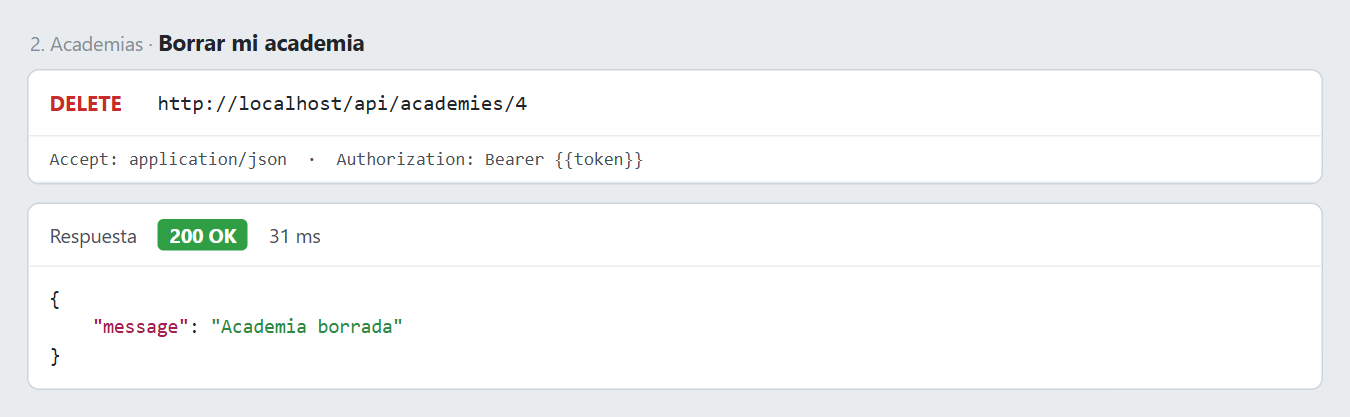 2. Academias · Borrar mi academia
DELETE http://localhost/api/academies/4
Accept: application/json · Authorization: Bearer {{token}}
Respuesta 200 OK 31 ms
{
    "message": "Academia borrada"
}